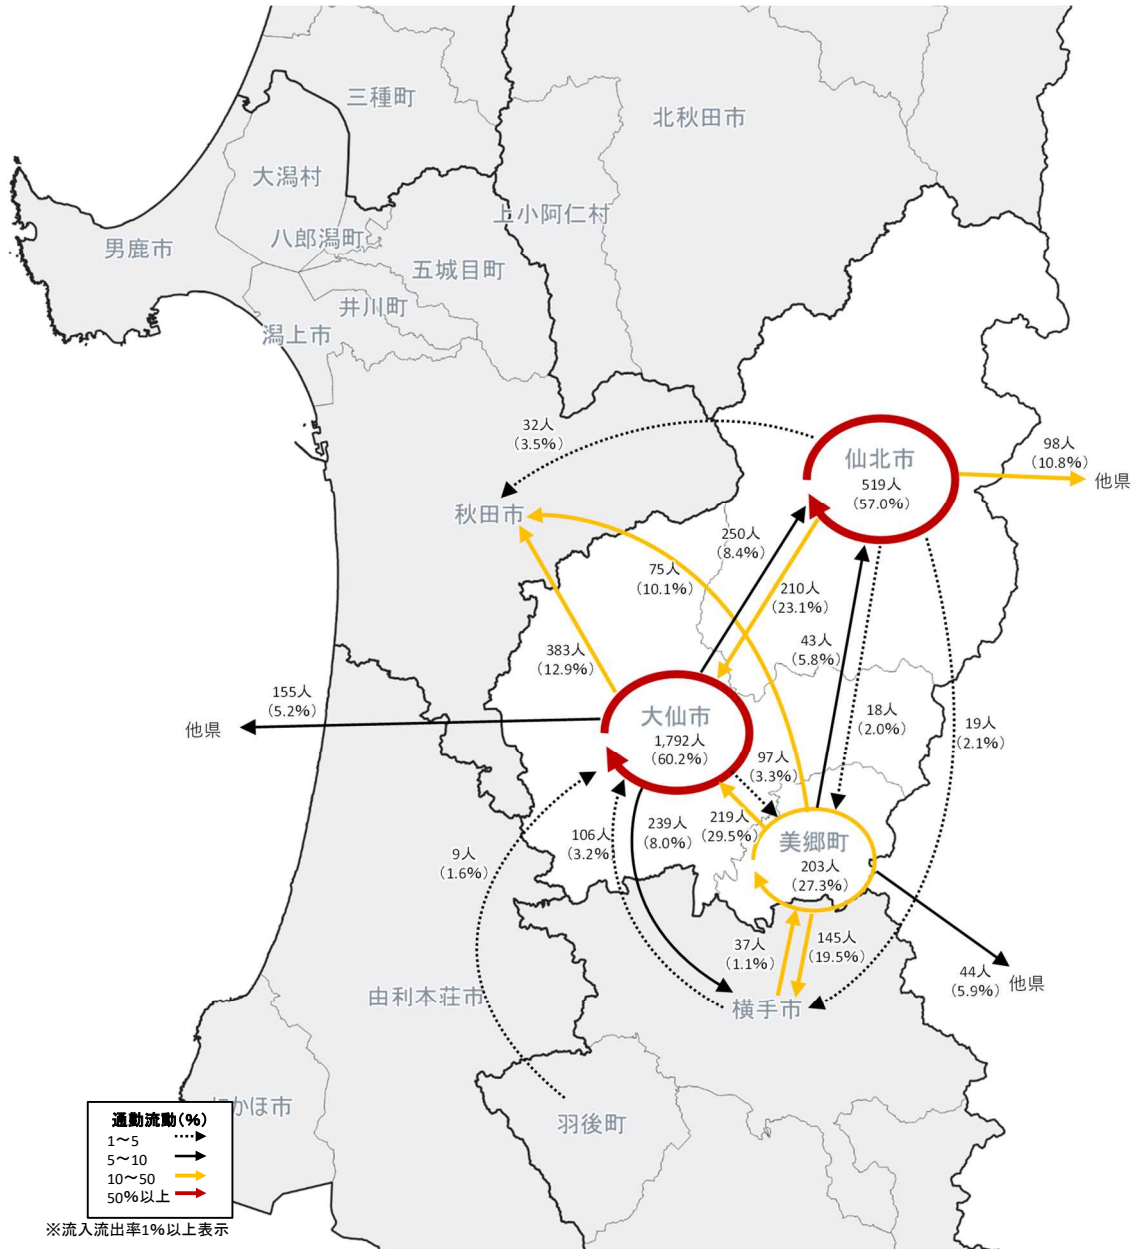 三種町
北秋田市
大潟村
上小阿仁村
八郎潟町
男鹿市
五城目町
井川町
潟上市
32人
(3.5%)
仙北市
519人
(57.0%)
98人
(10.8%)
他県
秋田市
250人
(8.4%)
75人
(10.1%)
210人
(23.1%)
43人
(5.8%)
383人
(12.9%)
155人
(5.2%)
他県
大仙市
1,792人
(60.2%)
18人
(2.0%)
19人
(2.1%)
97人
(3.3%)
219人
(29.5%)
239人
(8.0%)
106人
(3.2%)
9人
(1.6%)
美郷町
203人
(27.3%)
37人
(1.1%)
145人
(19.5%)
44人
(5.9%)
他県
由利本荘市
横手市
かほ市
羽後町
通勤流動(%)
1～5
5～10
10～50
50%以上
※流入流出率1%以上表示